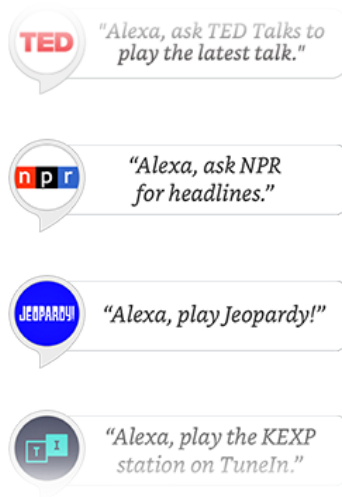 TED
"Alexa, ask TED Talks to
play the latest talk."
n p r
“Alexa, ask NPR
for headlines.”
JEOPARDY!
“Alexa, play Jeopardy!”
T I
“Alexa, play the KEXP
station on TuneIn.”